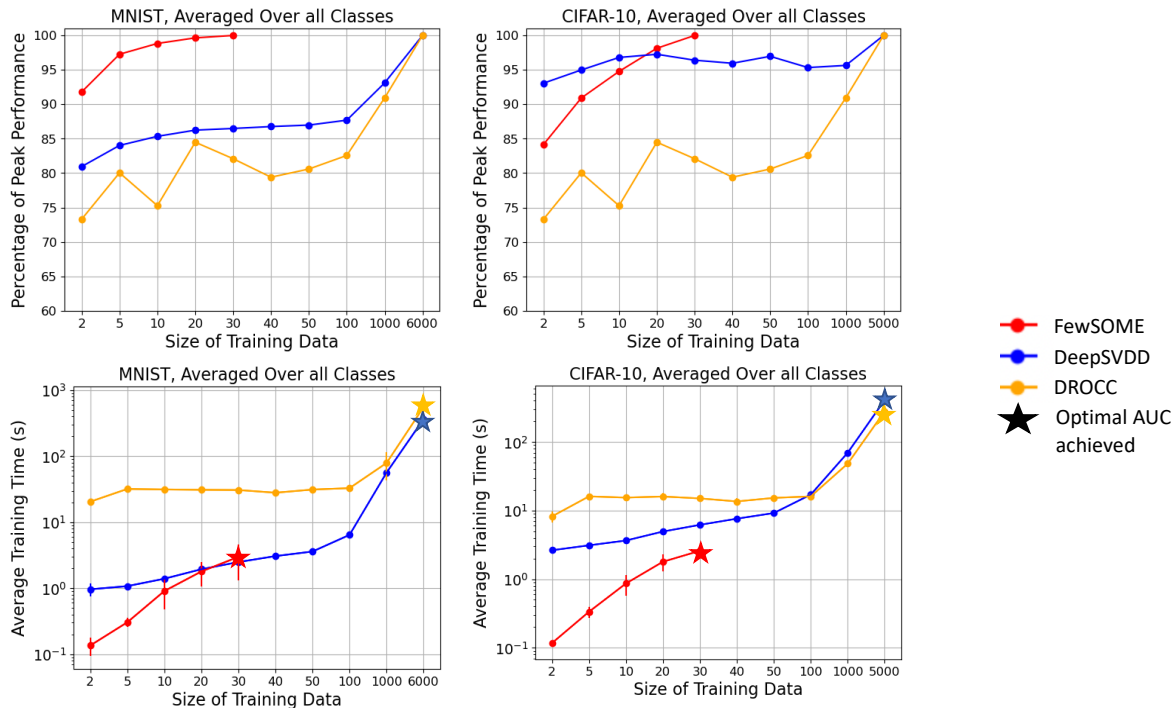 MNIST, Averaged Over all Classes
Percentage of Peak Performance
100
95
90
85
80
75
70
65
60
2 5 10 20 30 40 50 100 1000 6000
Size of Training Data
CIFAR-10, Averaged Over all Classes
Percentage of Peak Performance
100
95
90
85
80
75
70
65
60
2 5 10 20 30 40 50 100 1000 5000
Size of Training Data
MNIST, Averaged Over all Classes
Average Training Time (s)
10³
10²
10¹
10⁰
10⁻¹
2 5 10 20 30 40 50 100 1000 6000
Size of Training Data
CIFAR-10, Averaged Over all Classes
Average Training Time (s)
10²
10¹
10⁰
10⁻¹
2 5 10 20 30 40 50 100 1000 5000
Size of Training Data
FewSOME
DeepSVDD
DROCC
Optimal AUC
achieved